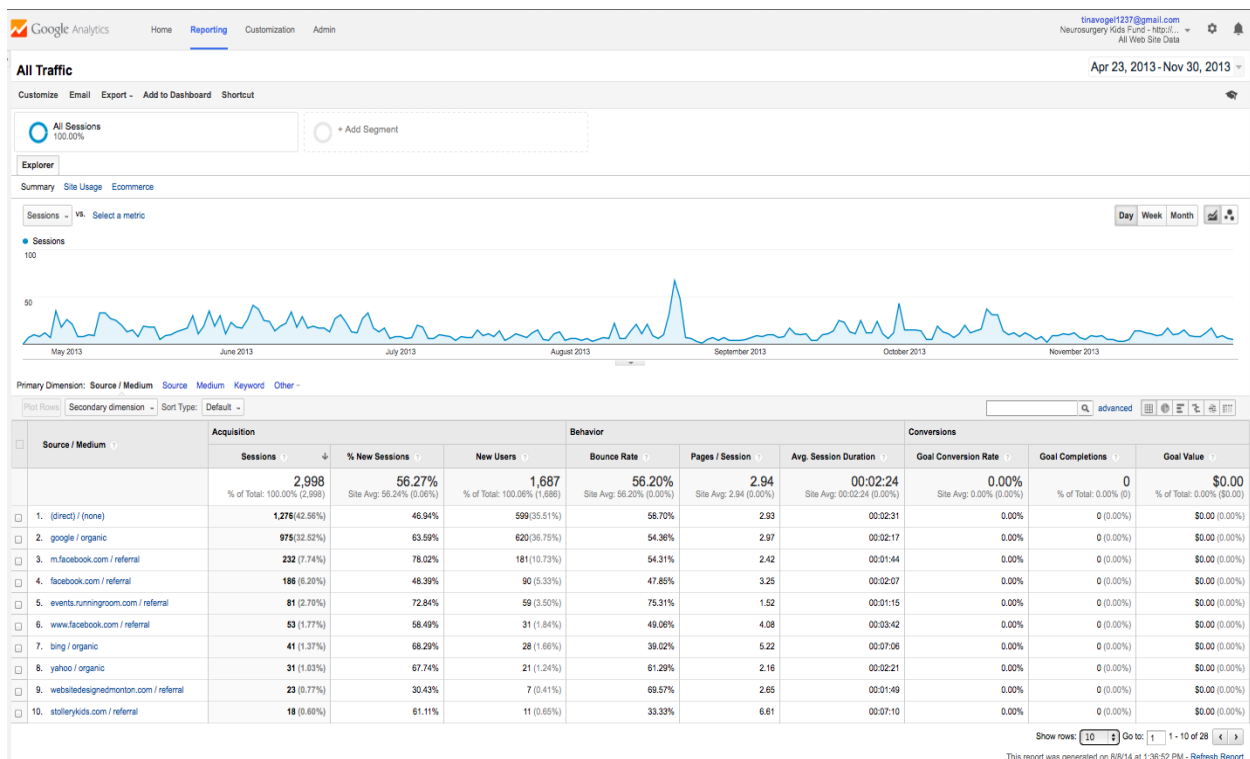 Google Analytics Home Reporting Customization Admin
tinavogel1237@gmail.com
Neurosurgery Kids Fund - http://...
All Web Site Data
All Traffic
Apr 23, 2013 - Nov 30, 2013
Customize Email Export Add to Dashboard Shortcut
All Sessions
100.00%
+ Add Segment
Explorer
Summary Site Usage Ecommerce
Sessions VS. Select a metric
Day Week Month
Sessions
100
50
May 2013 June 2013 July 2013 August 2013 September 2013 October 2013 November 2013
Primary Dimension: Source / Medium Source Medium Keyword Other
Plot Rows Secondary dimension Sort Type: Default
advanced
Source / Medium Acquisition Behavior Conversions
Sessions % New Sessions New Users Bounce Rate Pages / Session Avg. Session Duration Goal Conversion Rate Goal Completions Goal Value
2,998 56.27% 1,687 56.20% 2.94 00:02:24 0.00% 0 $0.00
% of Total: 100.00% (2,998) Site Avg: 56.24% (0.06%) % of Total: 100.06% (1,686) Site Avg: 56.20% (0.00%) Site Avg: 2.94 (0.00%) Site Avg: 00:02:24 (0.00%) Site Avg: 0.00% (0.00%) % of Total: 0.00% (0) % of Total: 0.00% ($0.00)
1. (direct) / (none) 1,276(42.56%) 46.94% 599(35.51%) 58.70% 2.93 00:02:31 0.00% 0 (0.00%) $0.00 (0.00%)
2. google / organic 975(32.52%) 63.59% 620(36.75%) 54.36% 2.97 00:02:17 0.00% 0 (0.00%) $0.00 (0.00%)
3. m.facebook.com / referral 232 (7.74%) 78.02% 181(10.73%) 54.31% 2.42 00:01:44 0.00% 0 (0.00%) $0.00 (0.00%)
4. facebook.com / referral 186 (6.20%) 48.39% 90 (5.33%) 47.85% 3.25 00:02:07 0.00% 0 (0.00%) $0.00 (0.00%)
5. events.runningroom.com / referral 81 (2.70%) 72.84% 59 (3.50%) 75.31% 1.52 00:01:15 0.00% 0 (0.00%) $0.00 (0.00%)
6. www.facebook.com / referral 53 (1.77%) 58.49% 31 (1.84%) 49.06% 4.08 00:03:42 0.00% 0 (0.00%) $0.00 (0.00%)
7. bing / organic 41 (1.37%) 68.29% 28 (1.66%) 39.02% 5.22 00:07:06 0.00% 0 (0.00%) $0.00 (0.00%)
8. yahoo / organic 31 (1.03%) 67.74% 21 (1.24%) 61.29% 2.16 00:02:21 0.00% 0 (0.00%) $0.00 (0.00%)
9. websitedesignedmonton.com / referral 23 (0.77%) 30.43% 7 (0.41%) 69.57% 2.65 00:01:49 0.00% 0 (0.00%) $0.00 (0.00%)
10. stollerykids.com / referral 18 (0.60%) 61.11% 11 (0.65%) 33.33% 6.61 00:07:10 0.00% 0 (0.00%) $0.00 (0.00%)
Show rows: 10 Go to: 1 1 - 10 of 28
This report was generated on 8/8/14 at 1:36:52 PM - Refresh Report